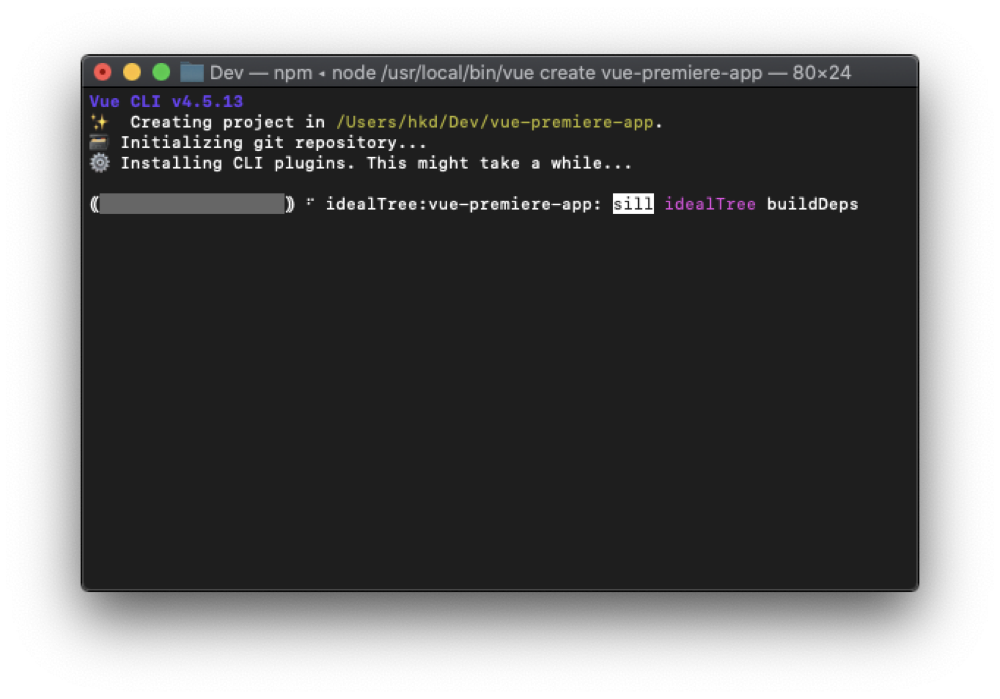 Dev — npm ◂ node /usr/local/bin/vue create vue-premiere-app — 80×24
Vue CLI v4.5.13
✨  Creating project in /Users/hkd/Dev/vue-premiere-app.
🗃 Initializing git repository...
⚙️ Installing CLI plugins. This might take a while...
⸨                  ⸩ ⠋ idealTree:vue-premiere-app: sill idealTree buildDeps